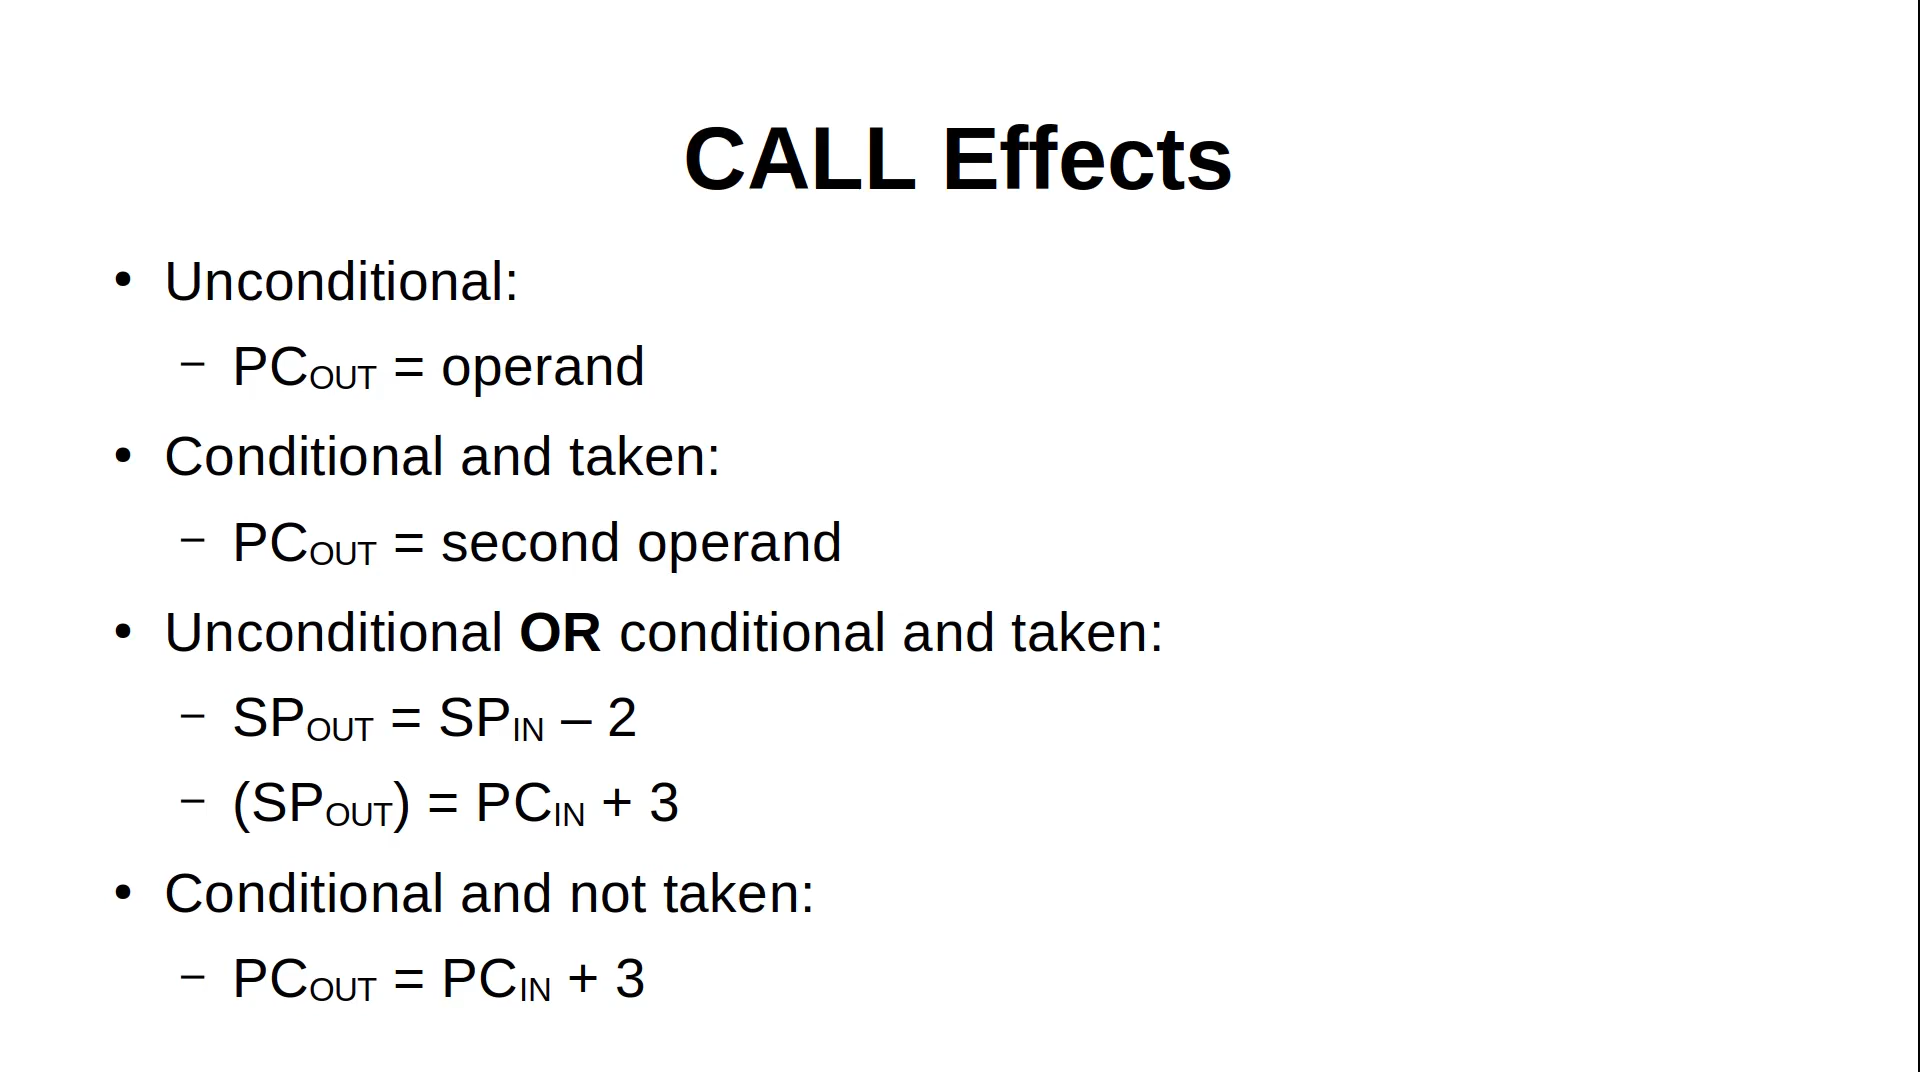 CALL Effects
• Unconditional:
– PCOUT = operand
• Conditional and taken:
– PCOUT = second operand
• Unconditional OR conditional and taken:
– SPOUT = SPIN – 2
– (SPOUT) = PCIN + 3
• Conditional and not taken:
– PCOUT = PCIN + 3